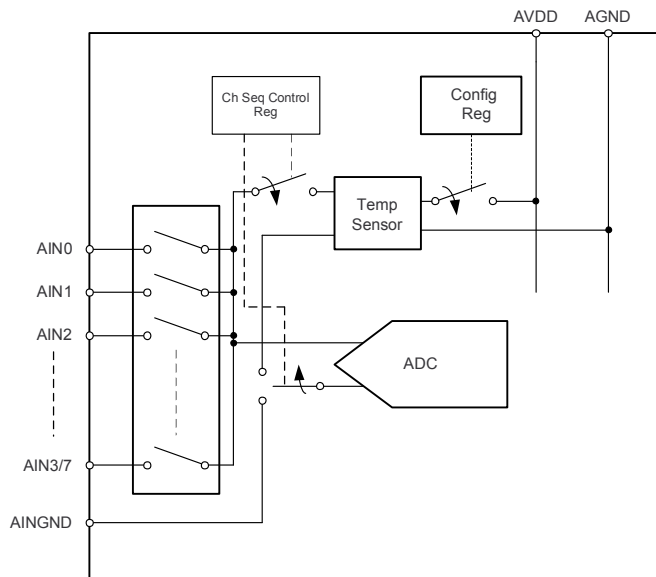 AVDD AGND
Ch Seq Control
Reg
Config
Reg
Temp
Sensor
AIN0
AIN1
AIN2
ADC
AIN3/7
AINGND